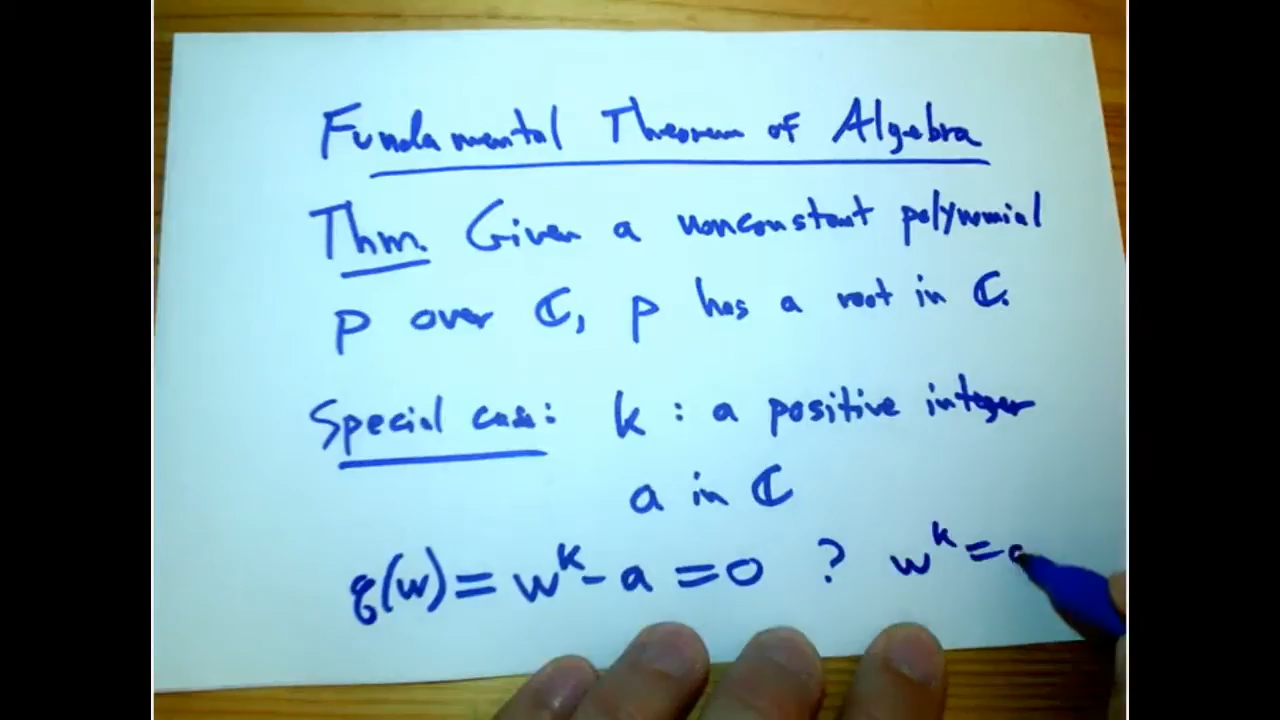 Fundamental Theorem of Algebra
Thm. Given a nonconstant polynomial
p over ℂ, p has a root in ℂ.
Special case: k : a positive integer
a in ℂ
q(w) = w^k - a = 0 ? w^k = a